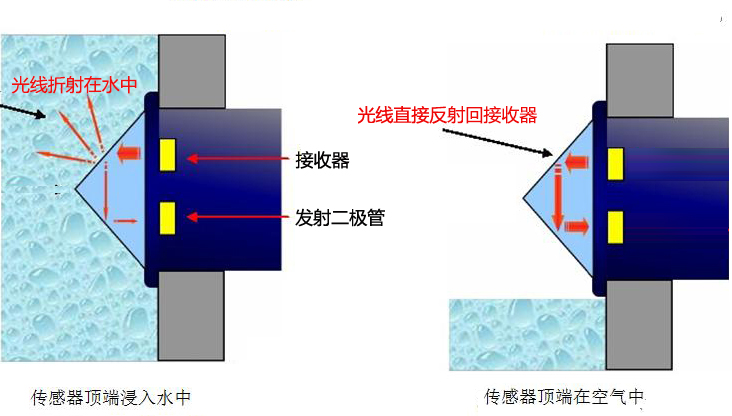 光线折射在水中
光线直接反射回接收器
接收器
发射二极管
传感器顶端浸入水中
传感器顶端在空气中